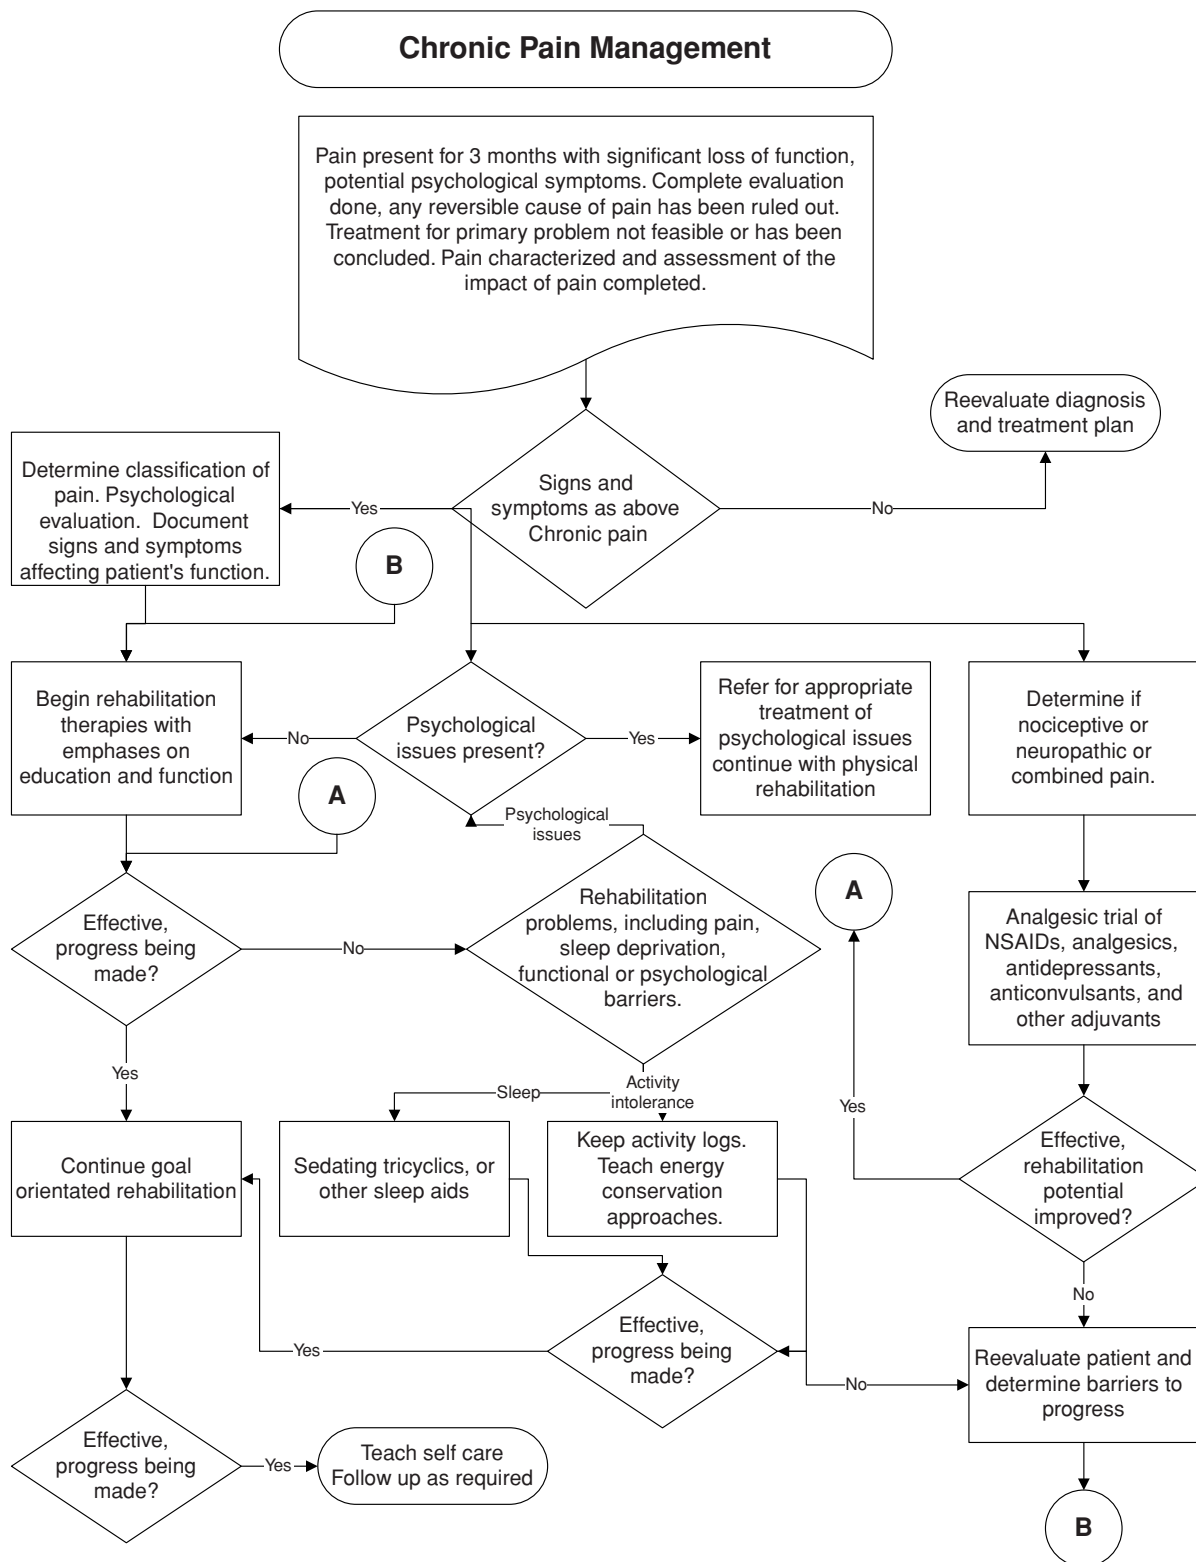 Chronic Pain Management
Pain present for 3 months with significant loss of function,
potential psychological symptoms. Complete evaluation
done, any reversible cause of pain has been ruled out.
Treatment for primary problem not feasible or has been
concluded. Pain characterized and assessment of the
impact of pain completed.
Reevaluate diagnosis
and treatment plan
Signs and
symptoms as above
Chronic pain
Yes
No
Determine classification of
pain. Psychological
evaluation. Document
signs and symptoms
affecting patient's function.
B
Begin rehabilitation
therapies with
emphases on
education and function
No
Psychological
issues present?
Yes
Refer for appropriate
treatment of
psychological issues
continue with physical
rehabilitation
Determine if
nociceptive or
neuropathic or
combined pain.
A
Psychological
issues
Effective,
progress being
made?
No
Rehabilitation
problems, including pain,
sleep deprivation,
functional or psychological
barriers.
A
Analgesic trial of
NSAIDs, analgesics,
antidepressants,
anticonvulsants, and
other adjuvants
Yes
Sleep
Activity
intolerance
Yes
Continue goal
orientated rehabilitation
Sedating tricyclics, or
other sleep aids
Keep activity logs.
Teach energy
conservation
approaches.
Effective,
rehabilitation
potential
improved?
No
Yes
Effective,
progress being
made?
No
Reevaluate patient and
determine barriers to
progress
Effective,
progress being
made?
Yes
Teach self care
Follow up as required
B